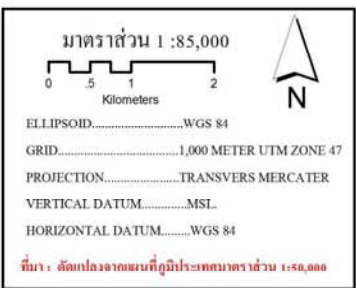 มาตราส่วน 1 :85,000
0 .5 1 2
Kilometers
N
ELLIPSOID............................WGS 84
GRID.....................................1,000 METER UTM ZONE 47
PROJECTION.......................TRANSVERS MERCATER
VERTICAL DATUM..............MSL.
HORIZONTAL DATUM.........WGS 84
ที่มา : ดัดแปลงจากแผนที่ภูมิประเทศมาตราส่วน 1:50,000